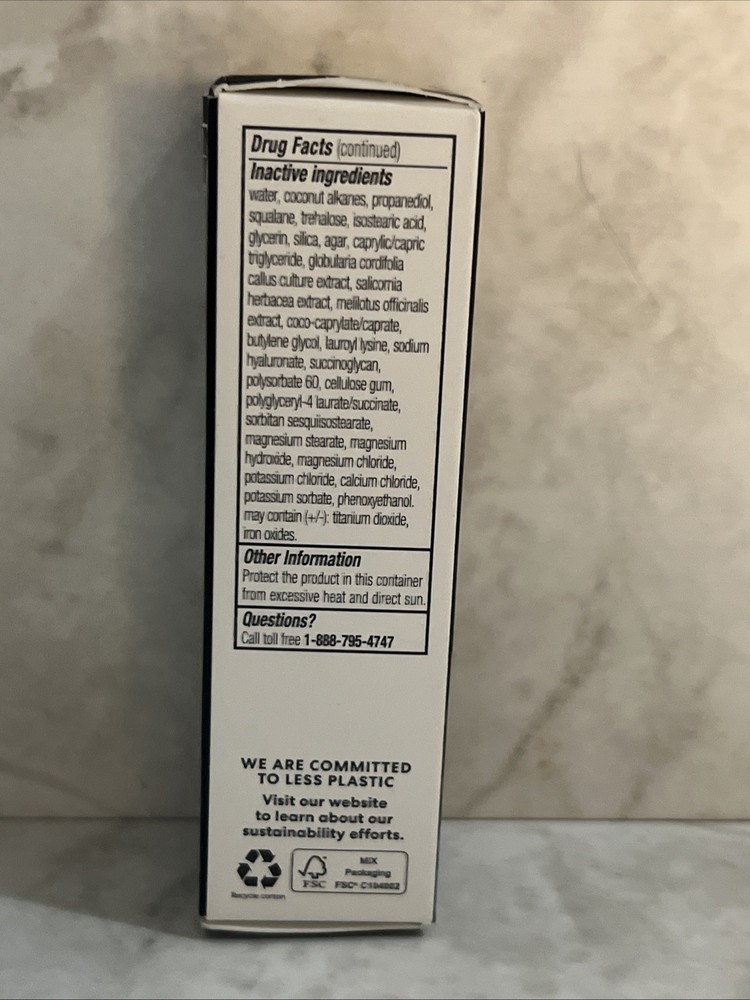 Drug Facts (continued)
Inactive ingredients
water, coconut alkanes, propanediol,
squalane, trehalose, isostearic acid,
glycerin, silica, agar, caprylic/capric
triglyceride, globularia cordifolia
callus culture extract, salicornia
herbacea extract, melilotus officinalis
extract, coco-caprylate/caprate,
butylene glycol, lauroyl lysine, sodium
hyaluronate, succinoglycan,
polysorbate 60, cellulose gum,
polyglyceryl-4 laurate/succinate,
sorbitan sesquiisostearate,
magnesium stearate, magnesium
hydroxide, magnesium chloride,
potassium chloride, calcium chloride,
potassium sorbate, phenoxyethanol.
may contain (+/-): titanium dioxide,
iron oxides.
Other Information
Protect the product in this container
from excessive heat and direct sun.
Questions?
Call toll free 1-888-795-4747
WE ARE COMMITTED
TO LESS PLASTIC
Visit our website
to learn about our
sustainability efforts.
Recycle carton
FSC
MIX
Packaging
FSC®